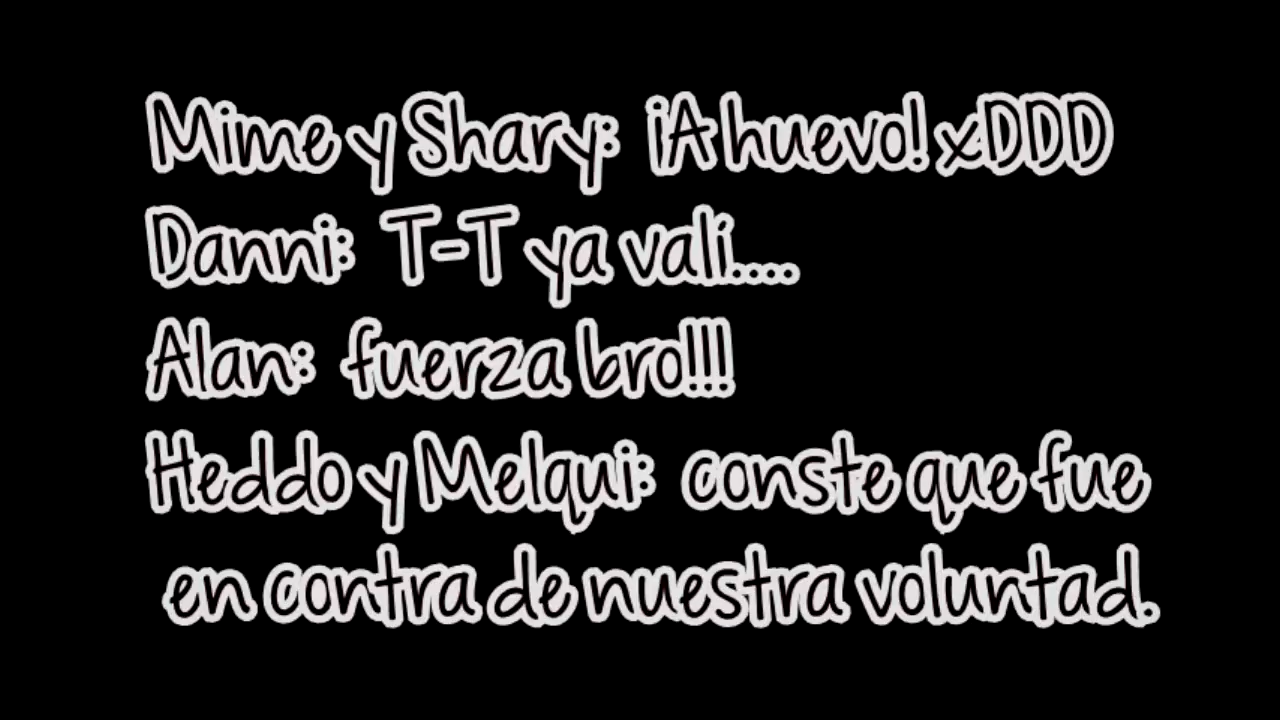 Mime y Shary: ¡A huevo! xDDD
Danni: T-T ya valí....
Alan: fuerza bro!!!
Heddo y Melqui: conste que fue
en contra de nuestra voluntad.